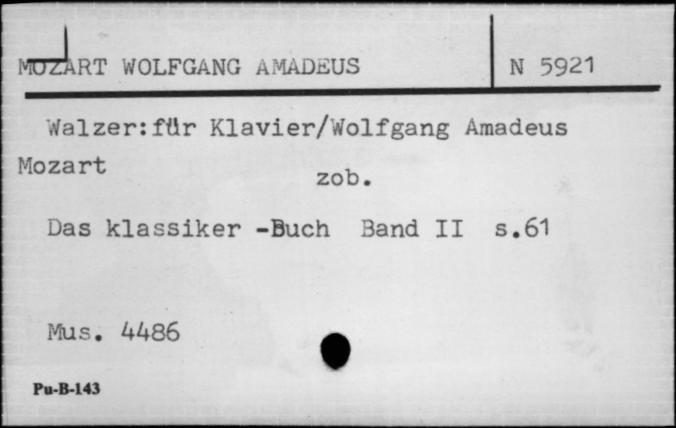 MOZART WOLFGANG AMADEUS N 5921
Walzer:für Klavier/Wolfgang Amadeus
Mozart
zob.
Das klassiker -Buch Band II s.61
Mus. 4486
Pu-B-143